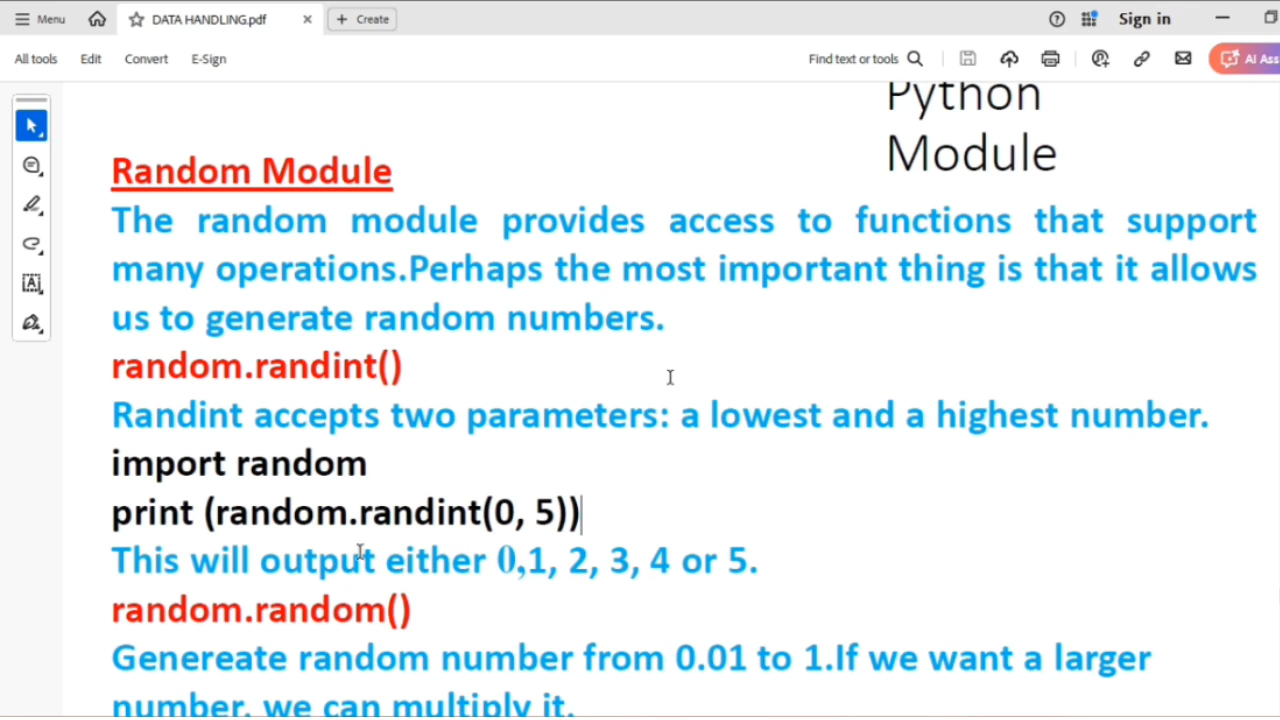 Menu
DATA HANDLING.pdf
Create
Sign in
All tools
Edit
Convert
E-Sign
Find text or tools
AI Ass
Python
Module
Random Module
The random module provides access to functions that support
many operations.Perhaps the most important thing is that it allows
us to generate random numbers.
random.randint()
Randint accepts two parameters: a lowest and a highest number.
import random
print (random.randint(0, 5))
This will output either 0,1, 2, 3, 4 or 5.
random.random()
Genereate random number from 0.01 to 1.If we want a larger
number, we can multiply it.